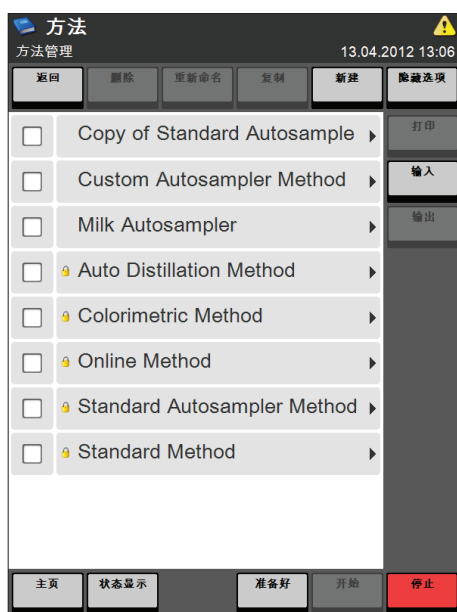 方法
方法管理 13.04.2012 13:06
返回 删除 重新命名 复制 新建 隐藏选项
Copy of Standard Autosample
打印
Custom Autosampler Method
输入
Milk Autosampler
输出
Auto Distillation Method
Colorimetric Method
Online Method
Standard Autosampler Method
Standard Method
主页 状态显示 准备好 开始 停止